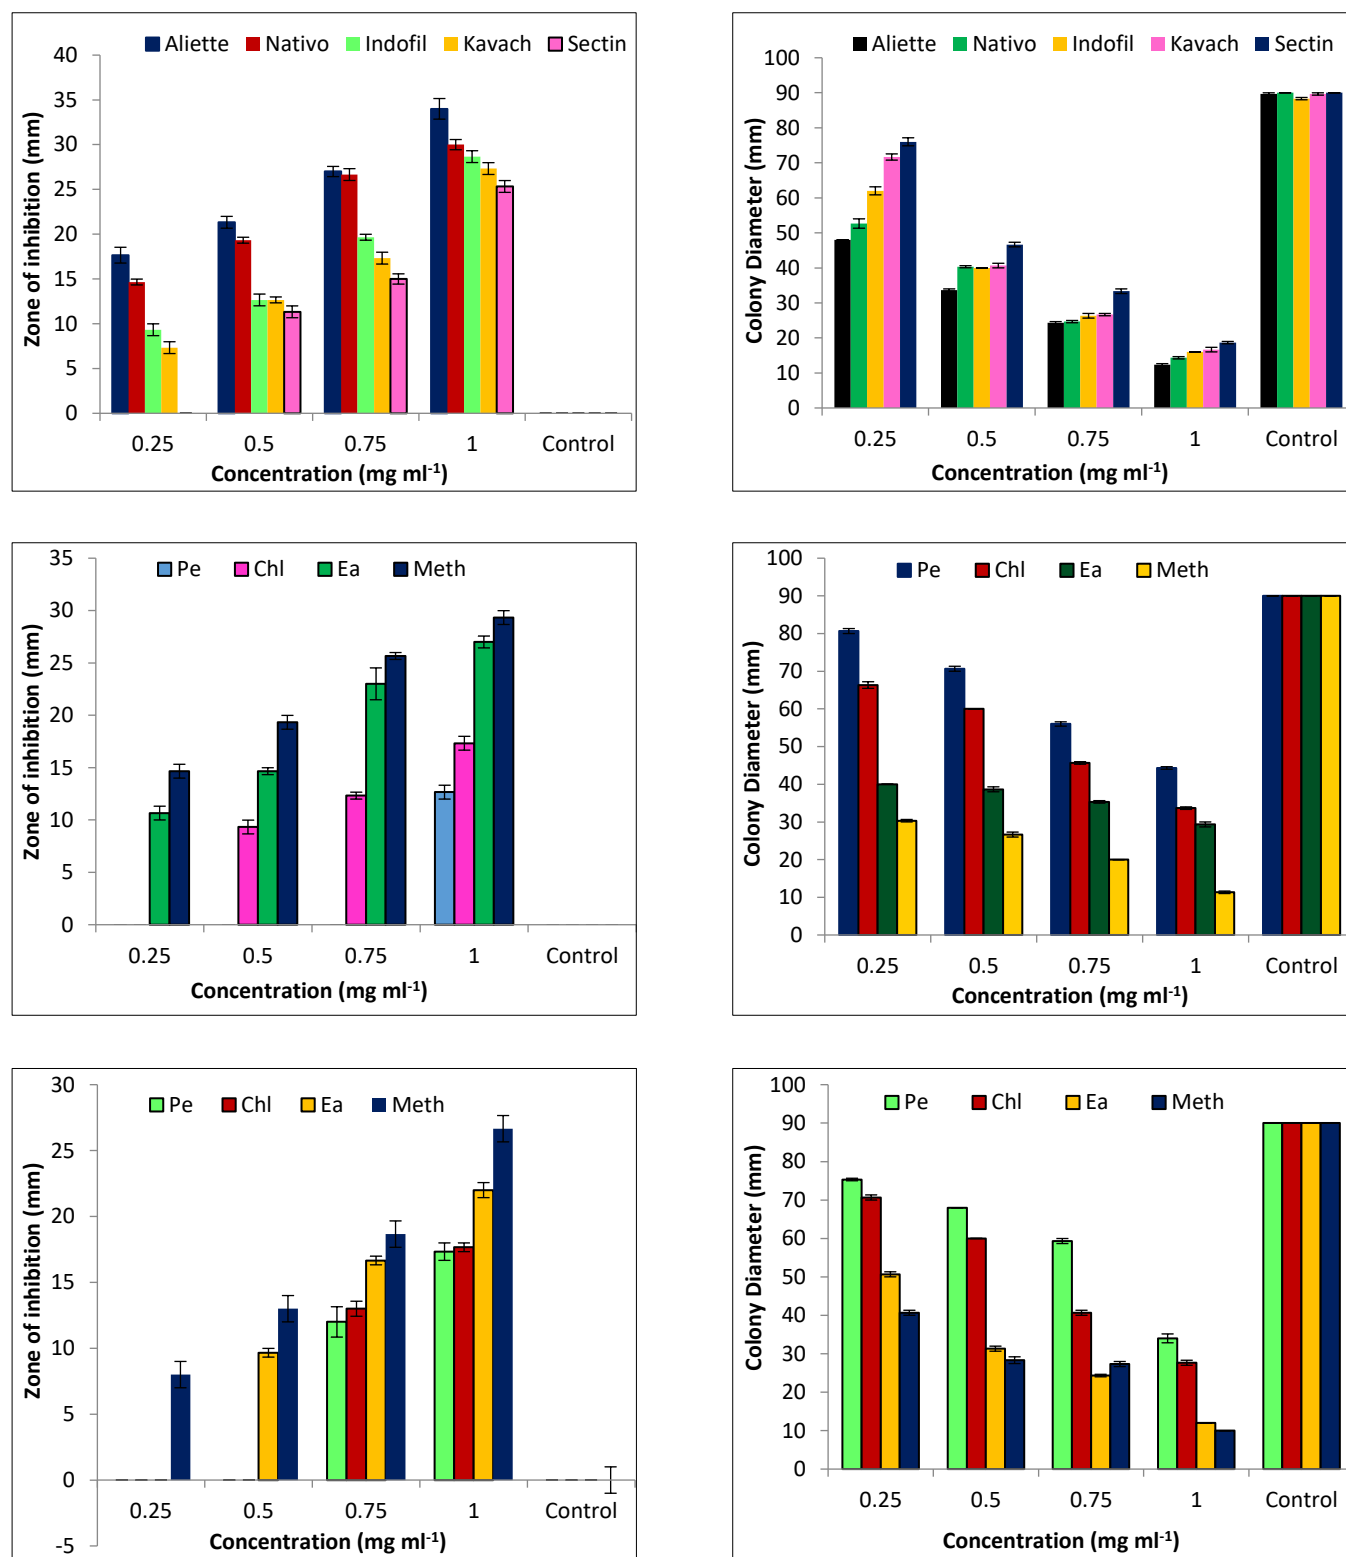 Aliette Nativo Indofil Kavach Sectin
Zone of inhibition (mm)
40
35
30
25
20
15
10
5
0
0.25 0.5 0.75 1 Control
Concentration (mg ml-1)
Aliette Nativo Indofil Kavach Sectin
Colony Diameter (mm)
100
90
80
70
60
50
40
30
20
10
0
0.25 0.5 0.75 1 Control
Concentration (mg ml-1)
Pe Chl Ea Meth
Zone of inhibition (mm)
35
30
25
20
15
10
5
0
0.25 0.5 0.75 1 Control
Concentration (mg ml-1)
Pe Chl Ea Meth
Colony Diameter (mm)
100
90
80
70
60
50
40
30
20
10
0
0.25 0.5 0.75 1 Control
Concentration (mg ml-1)
Pe Chl Ea Meth
Zone of inhibition (mm)
30
25
20
15
10
5
0
-5
0.25 0.5 0.75 1 Control
Concentration (mg ml-1)
Pe Chl Ea Meth
Colony Diameter (mm)
100
90
80
70
60
50
40
30
20
10
0
0.25 0.5 0.75 1 Control
Concentration (mg ml-1)